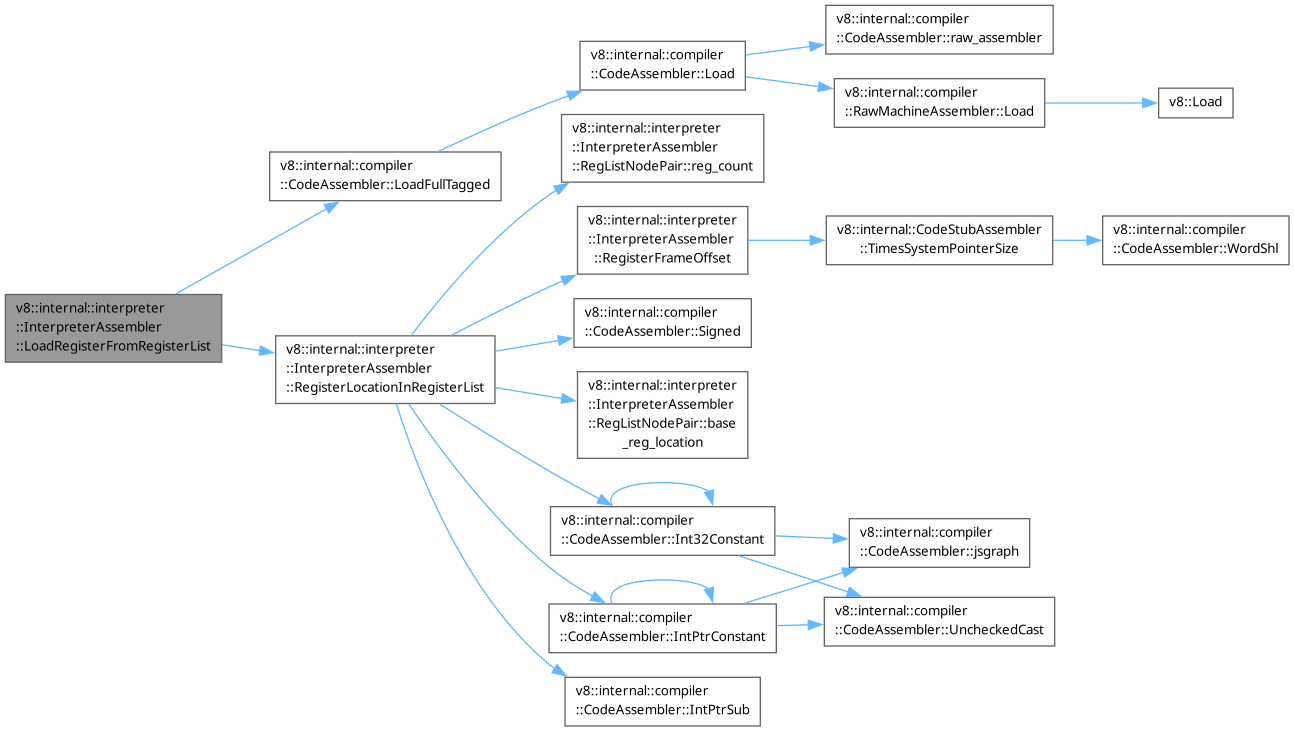 v8::internal::interpreter
::InterpreterAssembler
::LoadRegisterFromRegisterList
v8::internal::compiler
::CodeAssembler::LoadFullTagged
v8::internal::compiler
::CodeAssembler::Load
v8::internal::compiler
::CodeAssembler::raw_assembler
v8::internal::compiler
::RawMachineAssembler::Load
v8::Load
v8::internal::interpreter
::InterpreterAssembler
::RegisterLocationInRegisterList
v8::internal::interpreter
::InterpreterAssembler
::RegListNodePair::reg_count
v8::internal::interpreter
::InterpreterAssembler
::RegisterFrameOffset
v8::internal::CodeStubAssembler
::TimesSystemPointerSize
v8::internal::compiler
::CodeAssembler::WordShl
v8::internal::compiler
::CodeAssembler::Signed
v8::internal::interpreter
::InterpreterAssembler
::RegListNodePair::base
_reg_location
v8::internal::compiler
::CodeAssembler::Int32Constant
v8::internal::compiler
::CodeAssembler::jsgraph
v8::internal::compiler
::CodeAssembler::UncheckedCast
v8::internal::compiler
::CodeAssembler::IntPtrConstant
v8::internal::compiler
::CodeAssembler::IntPtrSub